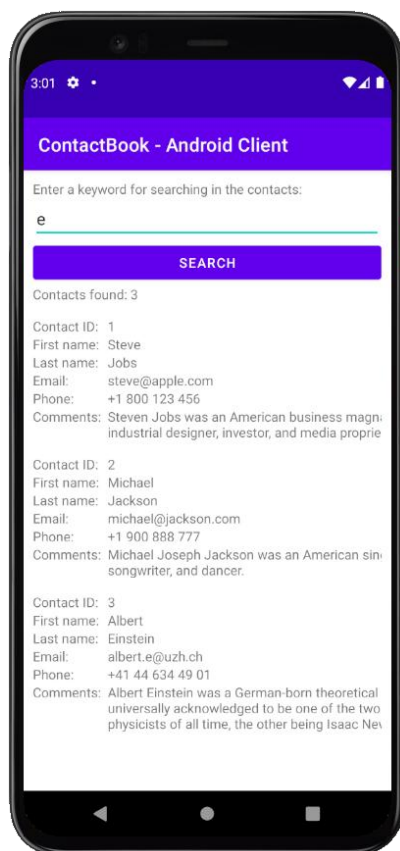 3:01
ContactBook - Android Client
Enter a keyword for searching in the contacts:
e
SEARCH
Contacts found: 3
Contact ID: 1
First name: Steve
Last name: Jobs
Email: steve@apple.com
Phone: +1 800 123 456
Comments: Steven Jobs was an American business
industrial designer, investor, and media
Contact ID: 2
First name: Michael
Last name: Jackson
Email: michael@jackson.com
Phone: +1 900 888 777
Comments: Michael Joseph Jackson was an American
songwriter, and dancer.
Contact ID: 3
First name: Albert
Last name: Einstein
Email: albert.e@uzh.ch
Phone: +41 44 634 49 01
Comments: Albert Einstein was a German-born theoretical
universally acknowledged to be one of the two
physicists of all time, the other being Isaac